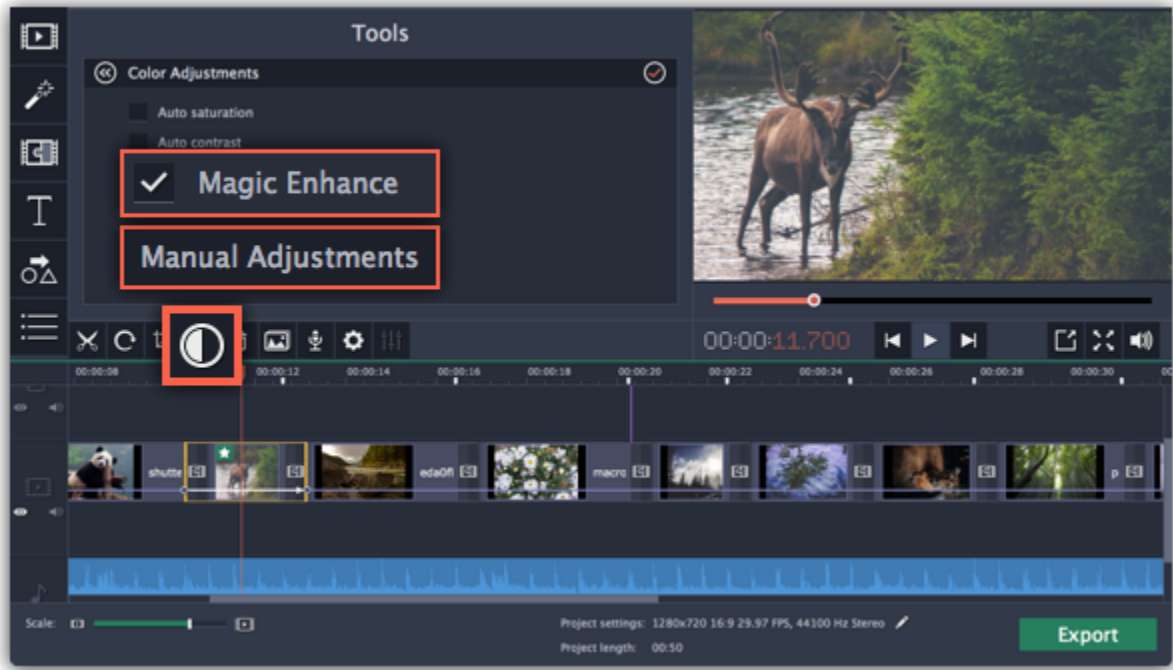 Tools
Color Adjustments
Auto saturation
Auto contrast
Magic Enhance
Manual Adjustments
T
00:00:11.700
00:00:08
00:00:12
00:00:14
00:00:16
00:00:18
00:00:20
00:00:22
00:00:24
00:00:26
00:00:28
00:00:30
shutte
eda0fl
macro
p
Scale:
Project settings: 1280x720 16:9 29.97 FPS, 44100 Hz Stereo
Project length: 00:50
Export